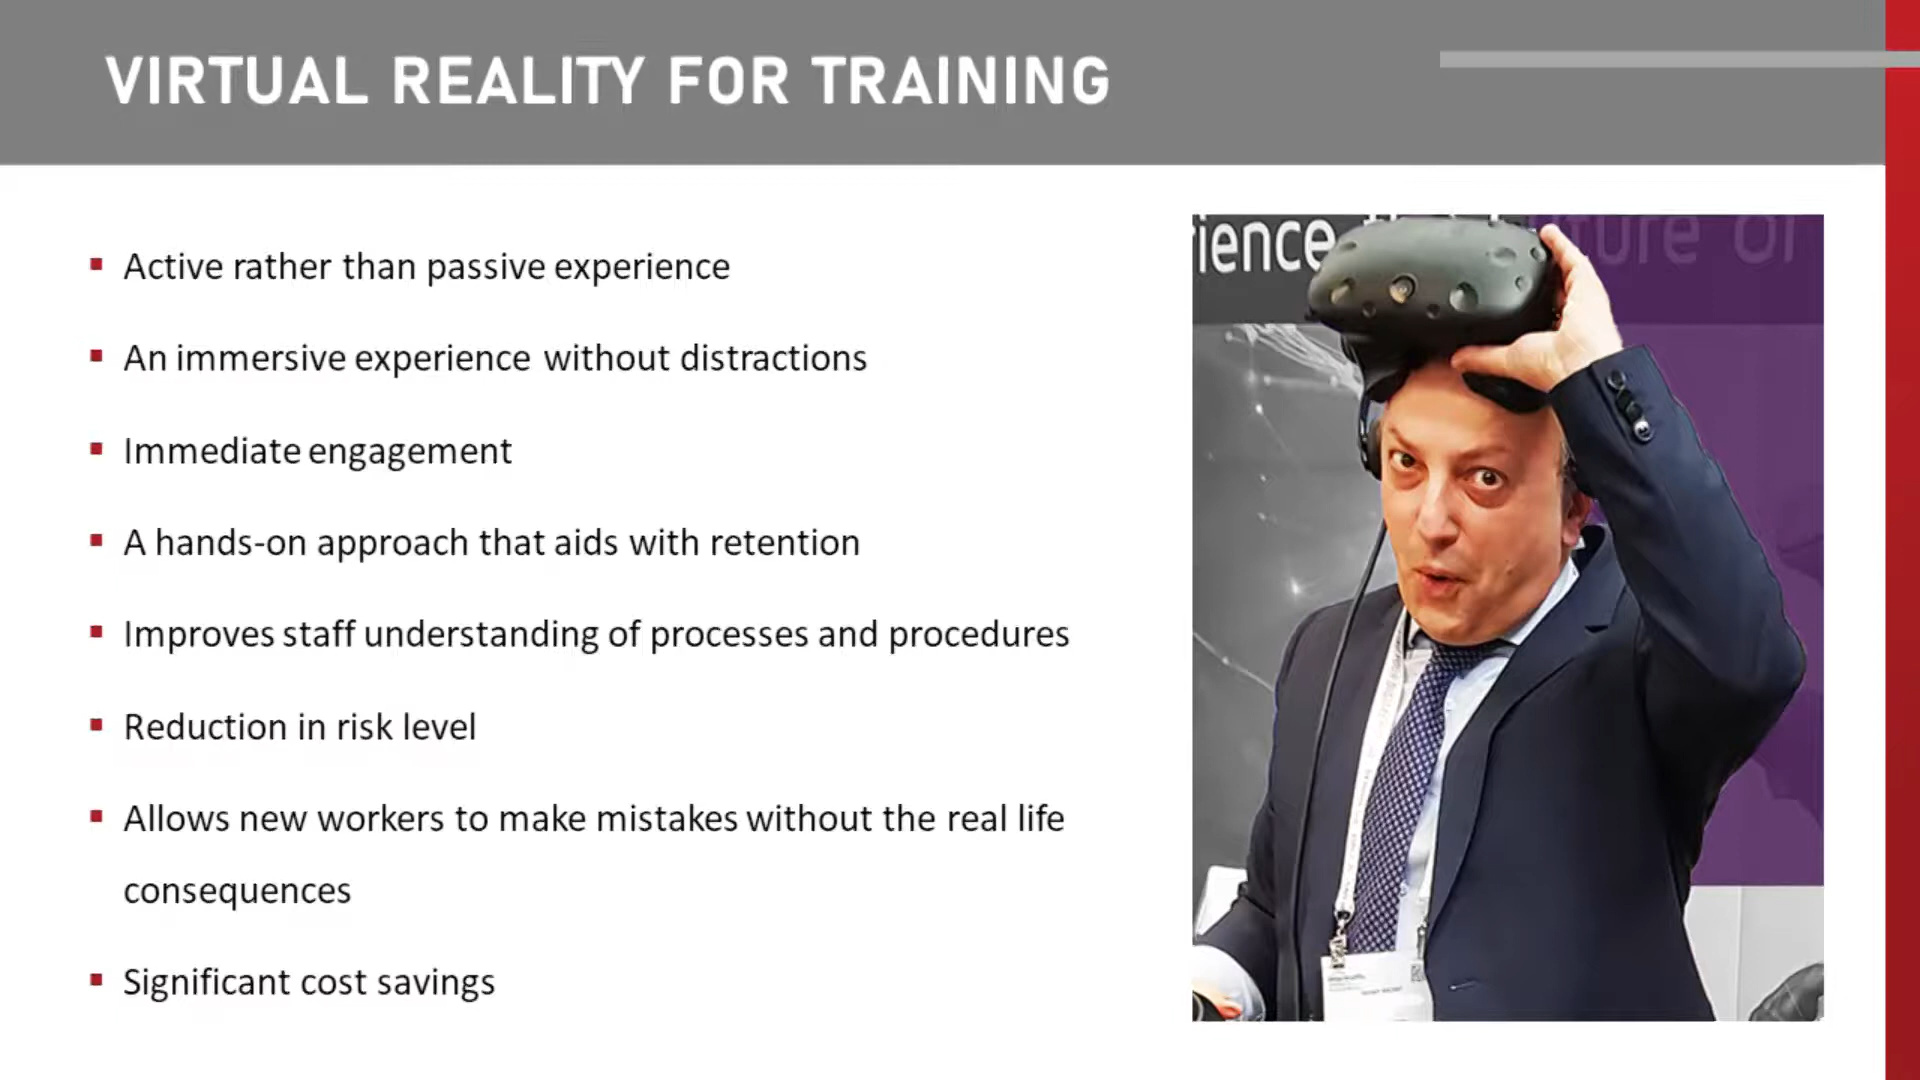 VIRTUAL REALITY FOR TRAINING
Active rather than passive experience
An immersive experience without distractions
Immediate engagement
A hands-on approach that aids with retention
Improves staff understanding of processes and procedures
Reduction in risk level
Allows new workers to make mistakes without the real life
consequences
Significant cost savings
ience
ture of